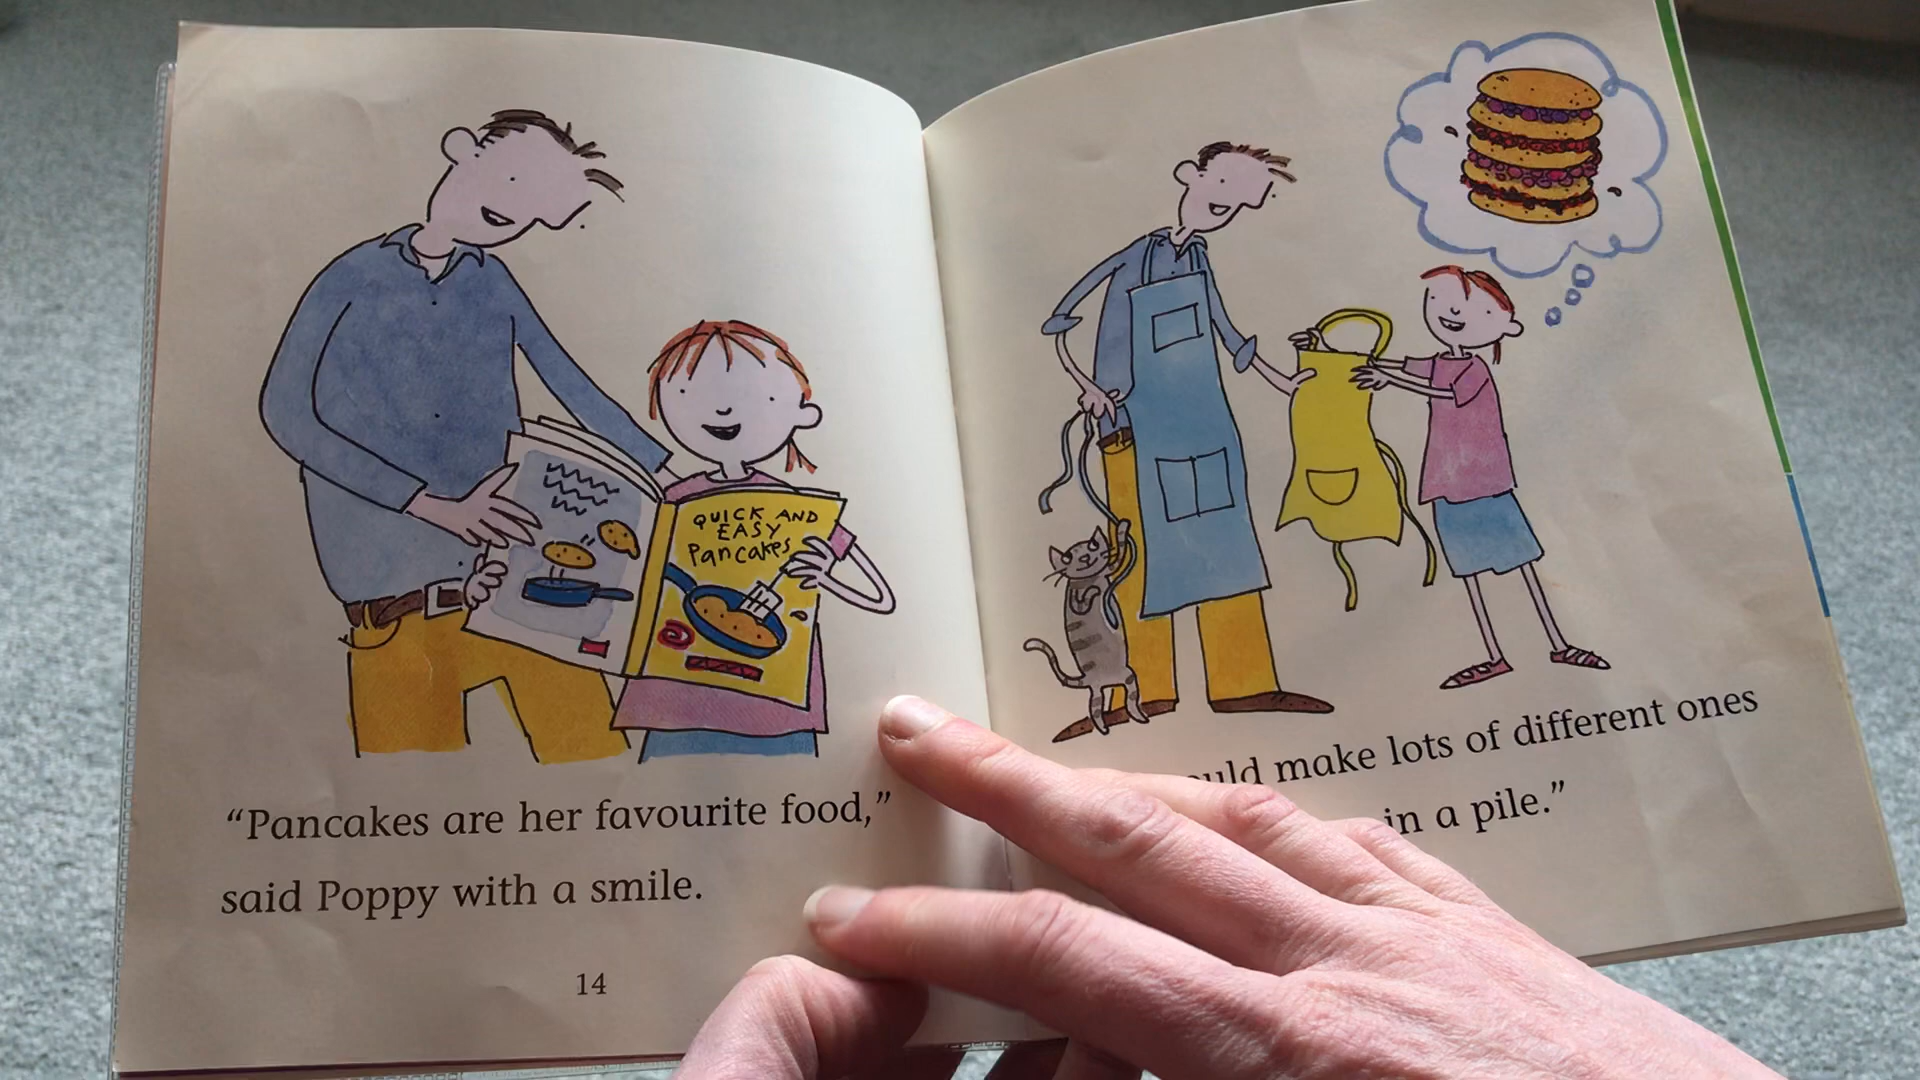 QUICK AND
EASY
Pancakes
“Pancakes are her favourite food,”
said Poppy with a smile.
14
make lots of different ones
in a pile.”